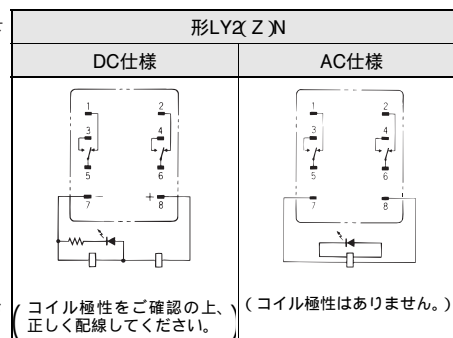 形LY2(Z)N
DC仕様
AC仕様
1 2
3 4
5 6
7 − + 8
1 2
3 4
5 6
7 8
(コイル極性をご確認の上、
正しく配線してください。)
(コイル極性はありません。)